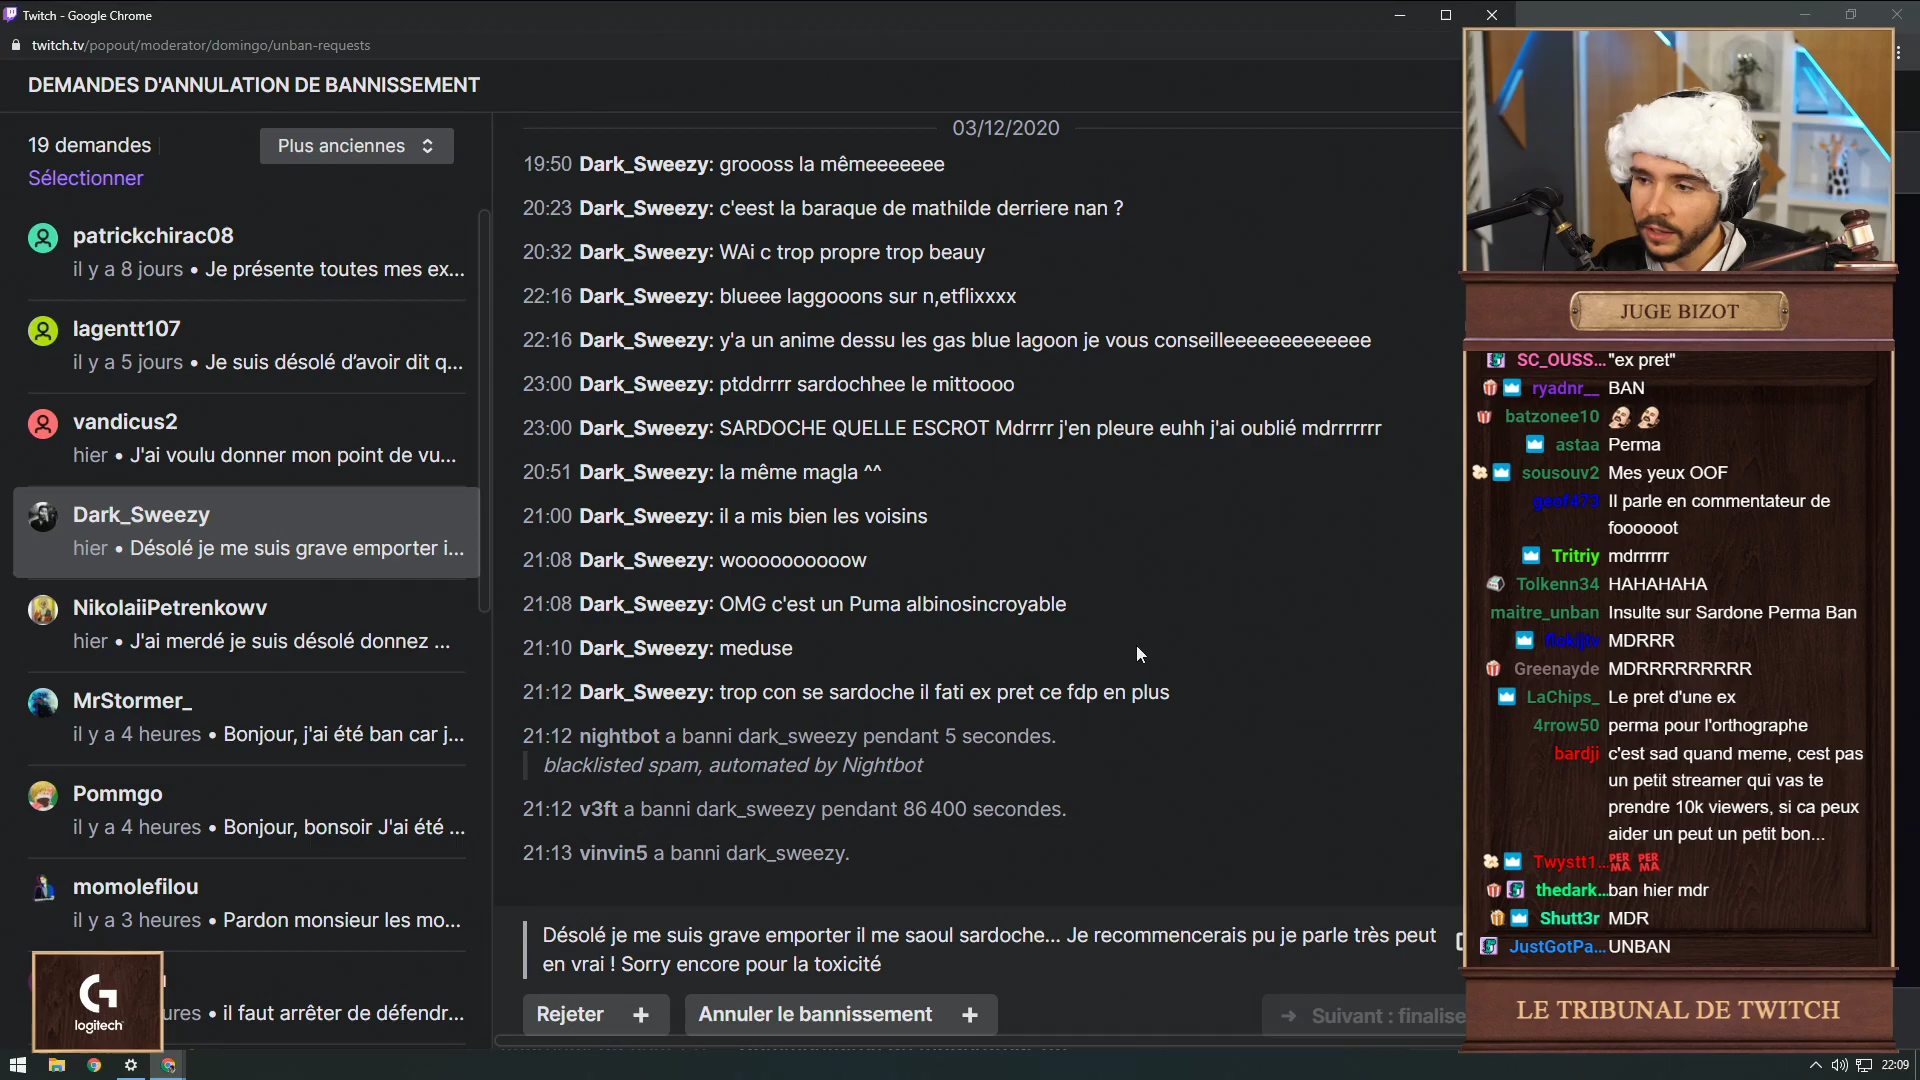 Twitch - Google Chrome
twitch.tv/popout/moderator/domingo/unban-requests
DEMANDES D'ANNULATION DE BANNISSEMENT
19 demandes
Plus anciennes
Sélectionner
patrickchirac08
il y a 8 jours • Je présente toutes mes ex...
lagentt107
il y a 5 jours • Je suis désolé d'avoir dit q...
vandicus2
hier • J'ai voulu donner mon point de vu...
Dark_Sweezy
hier • Désolé je me suis grave emporter i...
NikolaiiPetrenkowv
hier • J'ai merdé je suis désolé donnez ...
MrStormer_
il y a 4 heures • Bonjour, j'ai été ban car j...
Pommgo
il y a 4 heures • Bonjour, bonsoir J'ai été ...
momolefilou
il y a 3 heures • Pardon monsieur les mo...
ures • il faut arrêter de défendr...
logitech
03/12/2020
19:50 Dark_Sweezy: groooss la mêmeeeeeee
20:23 Dark_Sweezy: c'eest la baraque de mathilde derriere nan ?
20:32 Dark_Sweezy: WAi c trop propre trop beauy
22:16 Dark_Sweezy: blueee laggooons sur n,etflixxxx
22:16 Dark_Sweezy: y'a un anime dessu les gas blue lagoon je vous conseilleeeeeeeeeeeee
23:00 Dark_Sweezy: ptddrrrr sardochhee le mittoooo
23:00 Dark_Sweezy: SARDOCHE QUELLE ESCROT Mdrrrr j'en pleure euhh j'ai oublié mdrrrrrrr
20:51 Dark_Sweezy: la même magla ^^
21:00 Dark_Sweezy: il a mis bien les voisins
21:08 Dark_Sweezy: woooooooooow
21:08 Dark_Sweezy: OMG c'est un Puma albinosincroyable
21:10 Dark_Sweezy: meduse
21:12 Dark_Sweezy: trop con se sardoche il fati ex pret ce fdp en plus
21:12 nightbot a banni dark_sweezy pendant 5 secondes.
blacklisted spam, automated by Nightbot
21:12 v3ft a banni dark_sweezy pendant 86 400 secondes.
21:13 vinvin5 a banni dark_sweezy.
Désolé je me suis grave emporter il me saoul sardoche... Je recommencerais pu je parle très peut
en vrai ! Sorry encore pour la toxicité
Rejeter +
Annuler le bannissement +
→ Suivant : finalise
JUGE BIZOT
SC_OUSS... "ex pret"
ryadnr__ BAN
batzonee10
astaa Perma
sousouv2 Mes yeux OOF
geof473 Il parle en commentateur de
foooooot
Tritriy mdrrrrrr
Tolkenn34 HAHAHAHA
maitre_unban Insulte sur Sardone Perma Ban
MDRRR
Greenayde MDRRRRRRRRR
LaChips_ Le pret d'une ex
4rrow50 perma pour l'orthographe
bardji c'est sad quand meme, cest pas
un petit streamer qui vas te
prendre 10k viewers, si ca peux
aider un peut un petit bon...
Twystt1... PERMA PERMA
thedark... ban hier mdr
Shutt3r MDR
JustGotPa... UNBAN
LE TRIBUNAL DE TWITCH
22:09